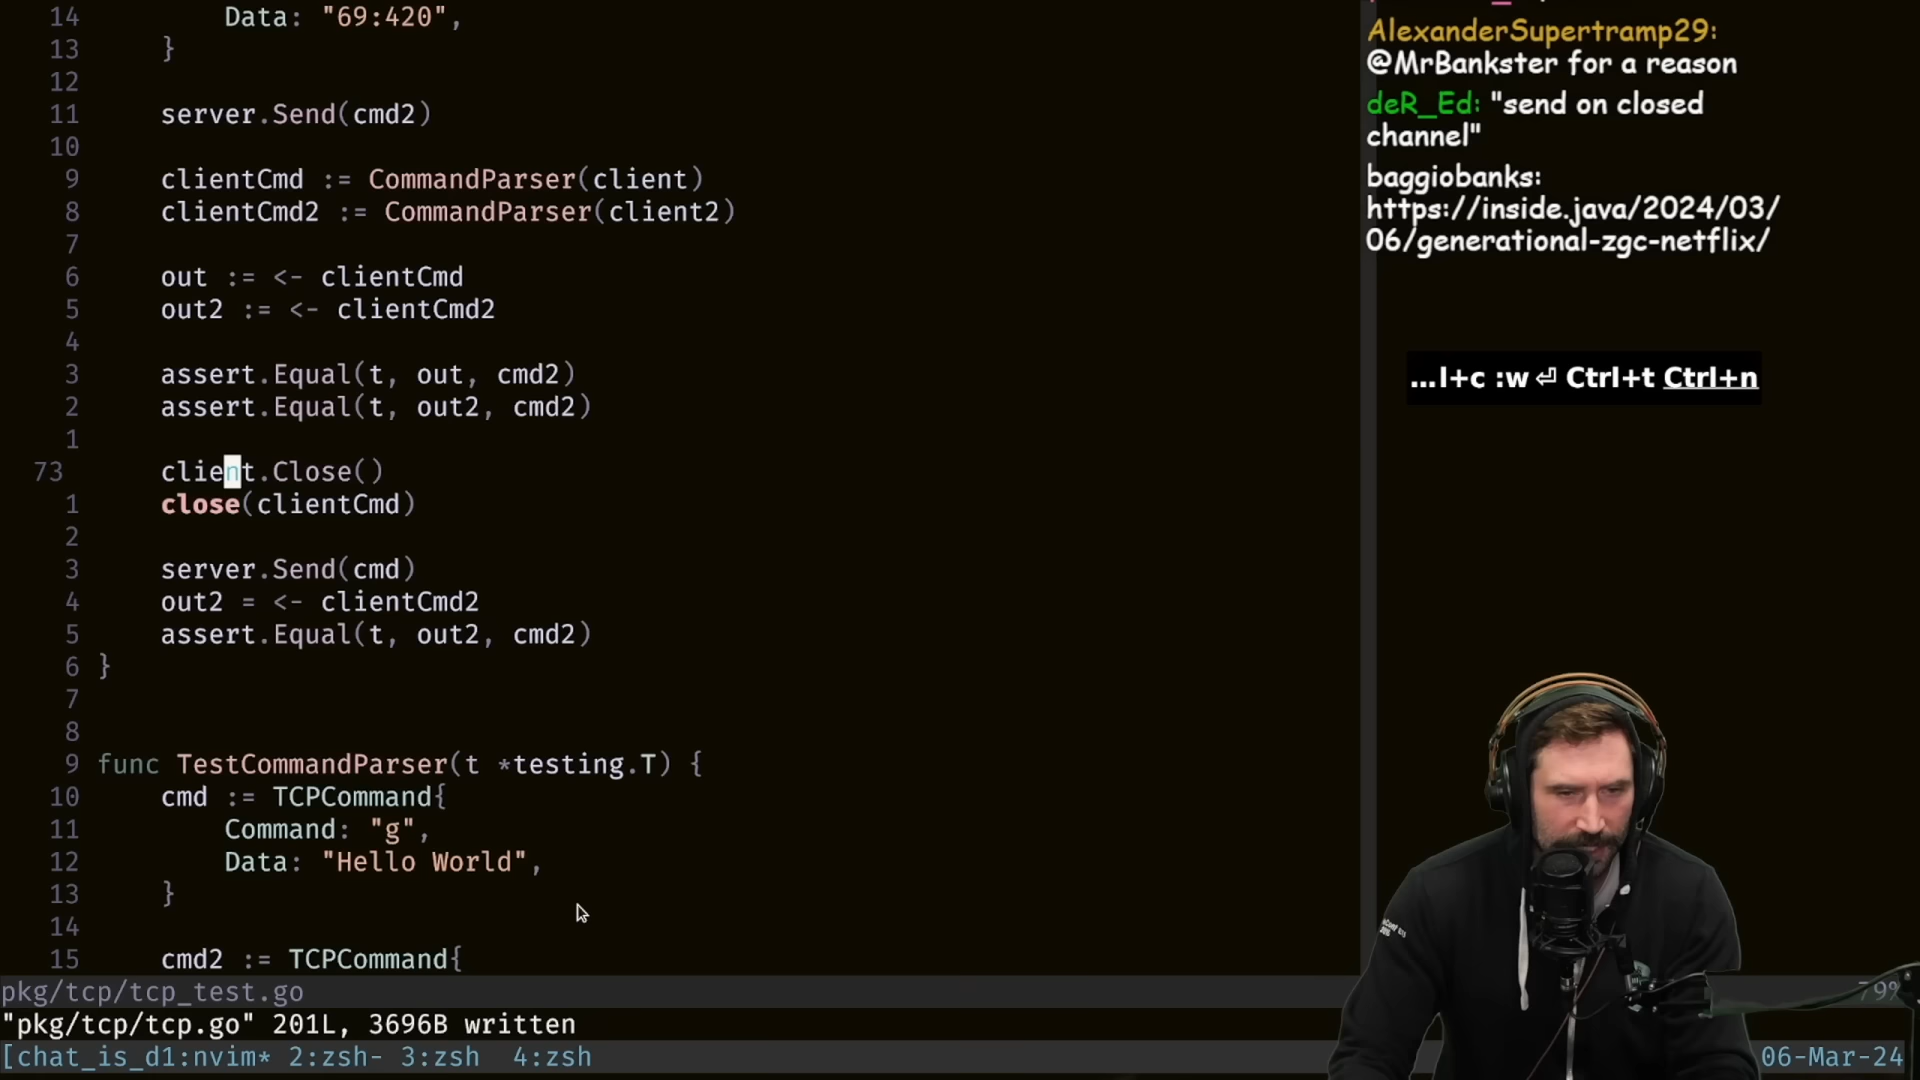 14 Data: "69:420",
13 }
12
11 server.Send(cmd2)
10
9 clientCmd := CommandParser(client)
8 clientCmd2 := CommandParser(client2)
7
6 out := <- clientCmd
5 out2 := <- clientCmd2
4
3 assert.Equal(t, out, cmd2)
2 assert.Equal(t, out2, cmd2)
1
73 client.Close()
1 close(clientCmd)
2
3 server.Send(cmd)
4 out2 = <- clientCmd2
5 assert.Equal(t, out2, cmd2)
6 }
7
8
9 func TestCommandParser(t *testing.T) {
10 cmd := TCPCommand{
11 Command: "g",
12 Data: "Hello World",
13 }
14
15 cmd2 := TCPCommand{
pkg/tcp/tcp_test.go 79%
"pkg/tcp/tcp.go" 201L, 3696B written
[chat_is_d1:nvim* 2:zsh- 3:zsh 4:zsh 06-Mar-24
AlexanderSupertramp29:
@MrBankster for a reason
deR_Ed: "send on closed
channel"
baggiobanks:
https://inside.java/2024/03/
06/generational-zgc-netflix/
…l+c :w⏎ Ctrl+t Ctrl+n